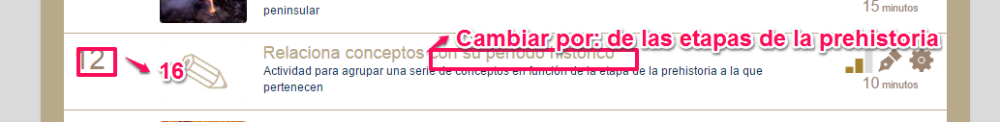 peninsular
15 minutos
Cambiar por: de las etapas de la prehistoria
12
16
Relaciona conceptos con su periodo histórico
Actividad para agrupar una serie de conceptos en función de la etapa de la prehistoria a la que
pertenecen
10 minutos